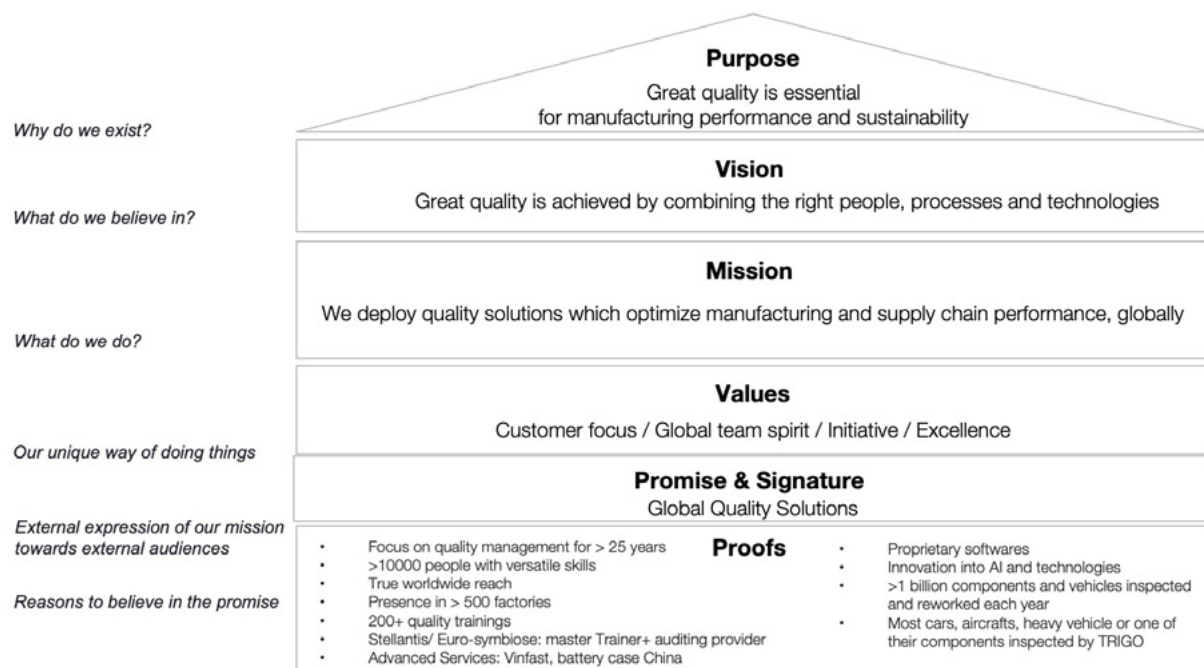 Purpose
Great quality is essential
for manufacturing performance and sustainability
Why do we exist?
Vision
Great quality is achieved by combining the right people, processes and technologies
What do we believe in?
Mission
We deploy quality solutions which optimize manufacturing and supply chain performance, globally
What do we do?
Values
Customer focus / Global team spirit / Initiative / Excellence
Our unique way of doing things
Promise & Signature
Global Quality Solutions
External expression of our mission
towards external audiences
Proofs
Reasons to believe in the promise
• Focus on quality management for > 25 years
• >10000 people with versatile skills
• True worldwide reach
• Presence in > 500 factories
• 200+ quality trainings
• Stellantis/ Euro-symbiose: master Trainer+ auditing provider
• Advanced Services: Vinfast, battery case China
• Proprietary softwares
• Innovation into AI and technologies
• >1 billion components and vehicles inspected
and reworked each year
• Most cars, aircrafts, heavy vehicle or one of
their components inspected by TRIGO